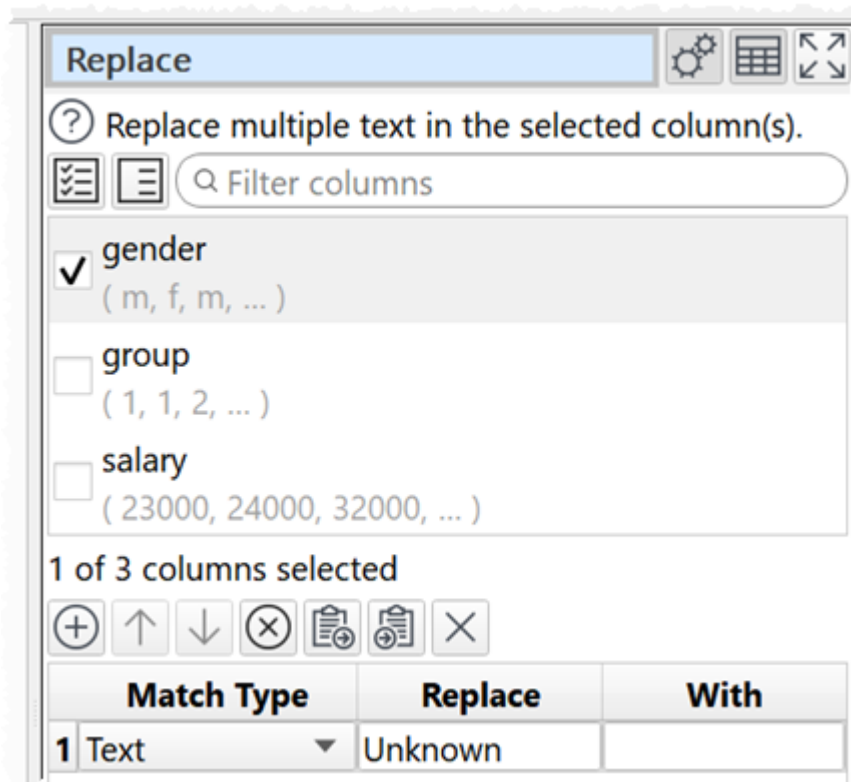 Replace
? Replace multiple text in the selected column(s).
Filter columns
gender
( m, f, m, ... )
group
( 1, 1, 2, ... )
salary
( 23000, 24000, 32000, ... )
1 of 3 columns selected
Match Type Replace With
1 Text Unknown